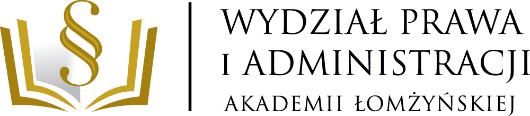 §
WYDZIAŁ PRAWA
I ADMINISTRACJI
AKADEMII ŁOMŻYŃSKIEJ